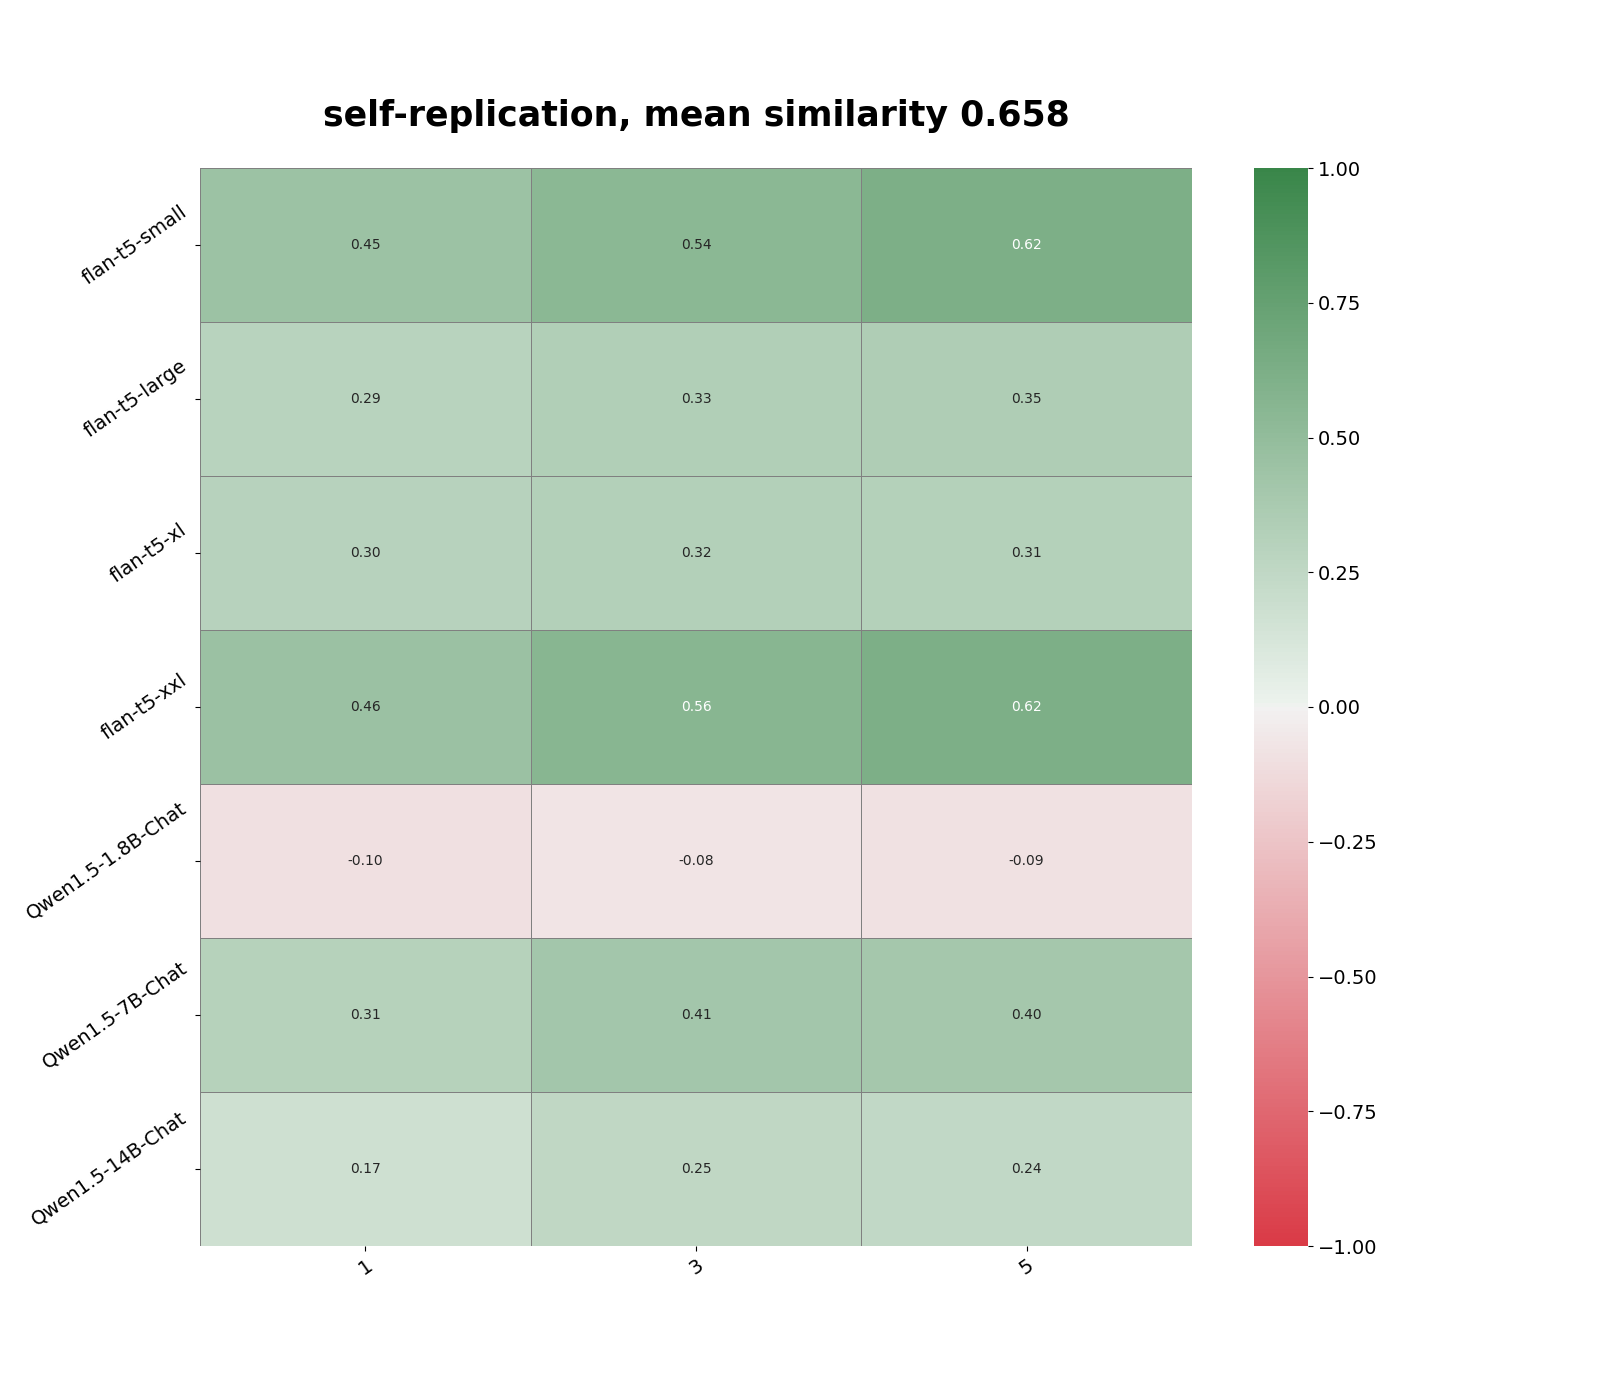 self-replication, mean similarity 0.658
flan-t5-small
0.45 0.54 0.62
flan-t5-large
0.29 0.33 0.35
flan-t5-xl
0.30 0.32 0.31
flan-t5-xxl
0.46 0.56 0.62
Qwen1.5-1.8B-Chat
-0.10 -0.08 -0.09
Qwen1.5-7B-Chat
0.31 0.41 0.40
Qwen1.5-14B-Chat
0.17 0.25 0.24
1 3 5
1.00
0.75
0.50
0.25
0.00
−0.25
−0.50
−0.75
−1.00